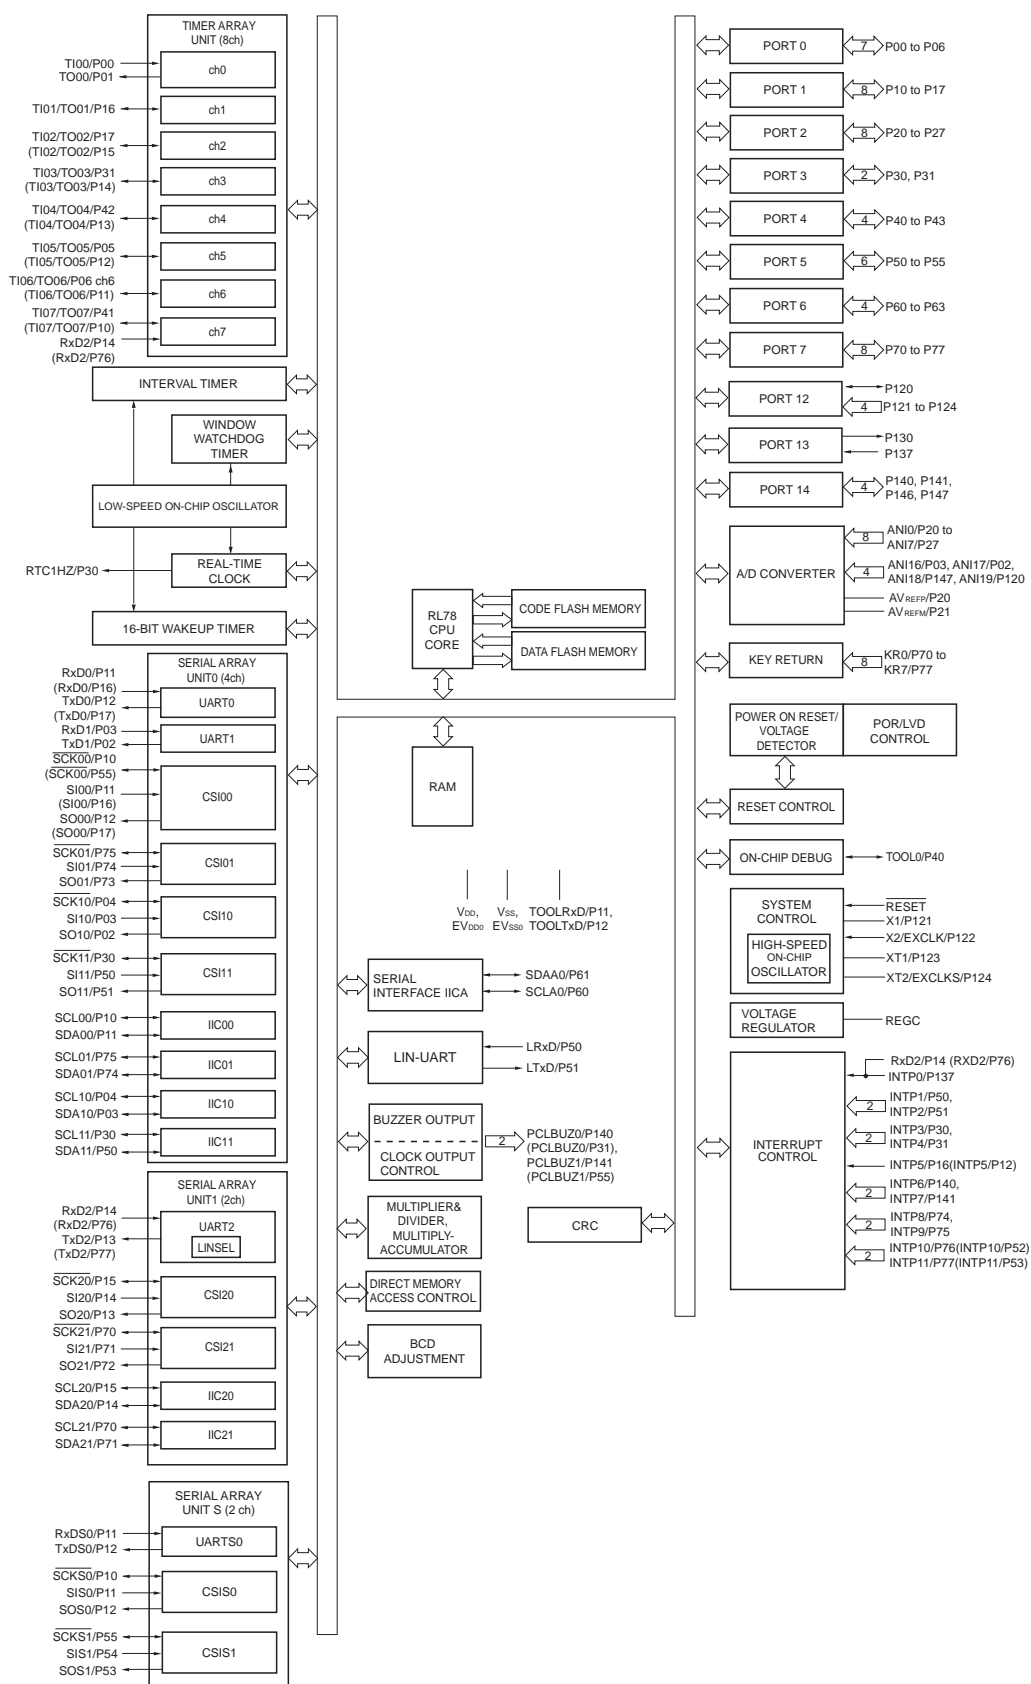 TIMER ARRAY
UNIT (8ch)
TI00/P00
TO00/P01
ch0
TI01/TO01/P16
ch1
TI02/TO02/P17
(TI02/TO02/P15
ch2
TI03/TO03/P31
(TI03/TO03/P14)
ch3
TI04/TO04/P42
(TI04/TO04/P13)
ch4
TI05/TO05/P05
(TI05/TO05/P12)
ch5
TI06/TO06/P06 ch6
(TI06/TO06/P11)
ch6
TI07/TO07/P41
(TI07/TO07/P10)
RxD2/P14
(RxD2/P76)
ch7
INTERVAL TIMER
WINDOW
WATCHDOG
TIMER
LOW-SPEED ON-CHIP OSCILLATOR
RTC1HZ/P30
REAL-TIME
CLOCK
16-BIT WAKEUP TIMER
SERIAL ARRAY
UNIT0 (4ch)
RxD0/P11
(RxD0/P16)
TxD0/P12
(TxD0/P17)
UART0
RxD1/P03
TxD1/P02
UART1
SCK00/P10
(SCK00/P55)
SI00/P11
(SI00/P16)
SO00/P12
(SO00/P17)
CSI00
SCK01/P75
SI01/P74
SO01/P73
CSI01
SCK10/P04
SI10/P03
SO10/P02
CSI10
SCK11/P30
SI11/P50
SO11/P51
CSI11
SCL00/P10
SDA00/P11
IIC00
SCL01/P75
SDA01/P74
IIC01
SCL10/P04
SDA10/P03
IIC10
SCL11/P30
SDA11/P50
IIC11
SERIAL ARRAY
UNIT1 (2ch)
RxD2/P14
(RxD2/P76)
TxD2/P13
(TxD2/P77)
UART2
LINSEL
SCK20/P15
SI20/P14
SO20/P13
CSI20
SCK21/P70
SI21/P71
SO21/P72
CSI21
SCL20/P15
SDA20/P14
IIC20
SCL21/P70
SDA21/P71
IIC21
SERIAL ARRAY
UNIT S (2 ch)
RxDS0/P11
TxDS0/P12
UARTS0
SCKS0/P10
SIS0/P11
SOS0/P12
CSIS0
SCKS1/P55
SIS1/P54
SOS1/P53
CSIS1
RL78
CPU
CORE
CODE FLASH MEMORY
DATA FLASH MEMORY
RAM
VDD,
EVDD0
VSS,
EVSS0
TOOLRxD/P11,
TOOLTxD/P12
SERIAL
INTERFACE IICA
SDAA0/P61
SCLA0/P60
LIN-UART
LRxD/P50
LTxD/P51
BUZZER OUTPUT
CLOCK OUTPUT
CONTROL
2
PCLBUZ0/P140
(PCLBUZ0/P31),
PCLBUZ1/P141
(PCLBUZ1/P55)
MULTIPLIER&
DIVIDER,
MULITIPLY-
ACCUMULATOR
CRC
DIRECT MEMORY
ACCESS CONTROL
BCD
ADJUSTMENT
PORT 0
7
P00 to P06
PORT 1
8
P10 to P17
PORT 2
8
P20 to P27
PORT 3
2
P30, P31
PORT 4
4
P40 to P43
PORT 5
6
P50 to P55
PORT 6
4
P60 to P63
PORT 7
8
P70 to P77
PORT 12
P120
4
P121 to P124
PORT 13
P130
P137
PORT 14
4
P140, P141,
P146, P147
A/D CONVERTER
8
ANI0/P20 to
ANI7/P27
4
ANI16/P03, ANI17/P02,
ANI18/P147, ANI19/P120
AVREFP/P20
AVREFM/P21
KEY RETURN
8
KR0/P70 to
KR7/P77
POWER ON RESET/
VOLTAGE
DETECTOR
POR/LVD
CONTROL
RESET CONTROL
ON-CHIP DEBUG
TOOL0/P40
SYSTEM
CONTROL
HIGH-SPEED
ON-CHIP
OSCILLATOR
RESET
X1/P121
X2/EXCLK/P122
XT1/P123
XT2/EXCLKS/P124
VOLTAGE
REGULATOR
REGC
INTERRUPT
CONTROL
RxD2/P14 (RXD2/P76)
INTP0/P137
2
INTP1/P50,
INTP2/P51
2
INTP3/P30,
INTP4/P31
INTP5/P16(INTP5/P12)
2
INTP6/P140,
INTP7/P141
2
INTP8/P74,
INTP9/P75
2
INTP10/P76(INTP10/P52)
INTP11/P77(INTP11/P53)